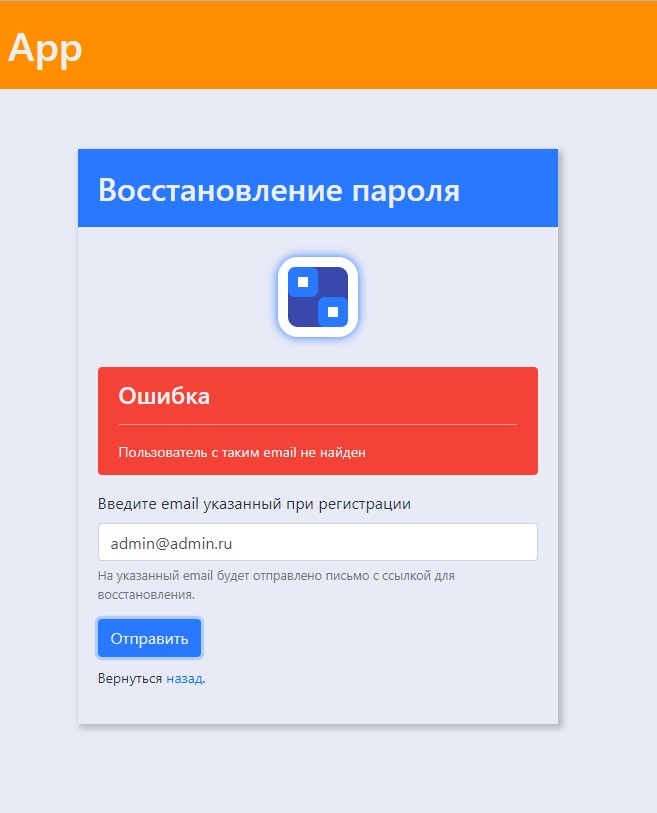 App
Восстановление пароля
Ошибка
Пользователь с таким email не найден
Введите email указанный при регистрации
admin@admin.ru
На указанный email будет отправлено письмо с ссылкой для
восстановления.
Отправить
Вернуться назад.